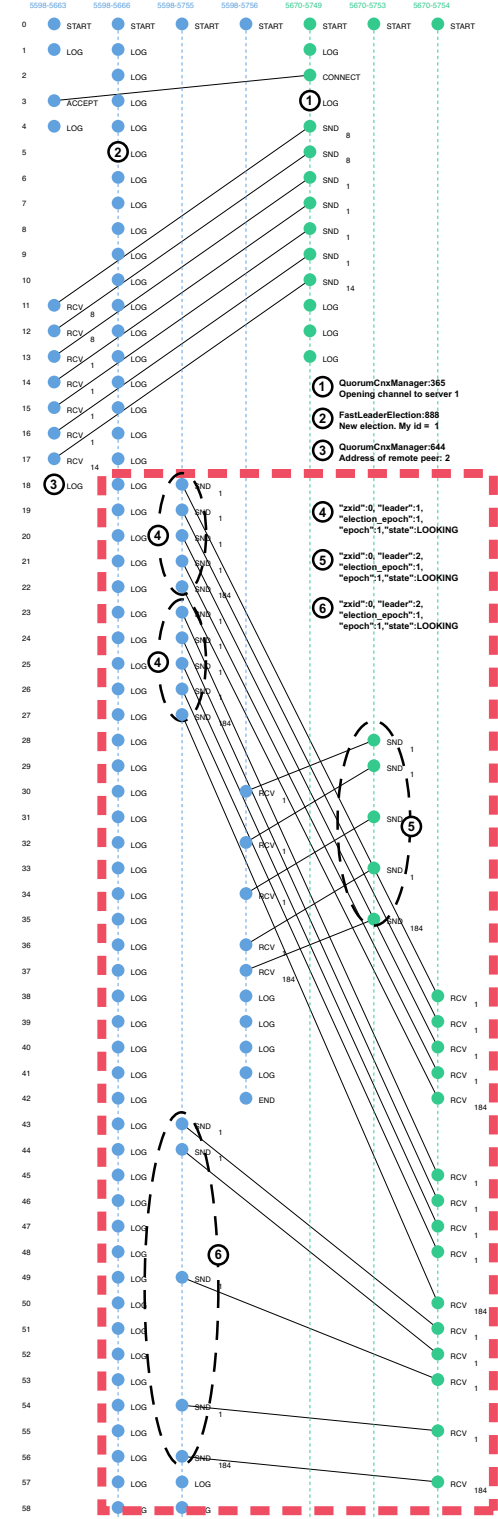 5598-5663 5598-5666 5598-5755 5598-5756 5670-5749 5670-5753 5670-5754
0 START START START START START START START
1 LOG LOG LOG
2 LOG CONNECT
3 ACCEPT LOG 1 LOG
4 LOG LOG SND 8
5 2 LOG SND 8
6 LOG SND 1
7 LOG SND 1
8 LOG SND 1
9 LOG SND 1
10 LOG SND 14
11 RCV 8 LOG LOG
12 RCV 8 LOG LOG
13 RCV 1 LOG LOG
14 RCV 1 LOG
15 RCV 1 LOG
16 RCV 1 LOG
17 RCV 14 LOG
1 QuorumCnxManager:365
Opening channel to server 1
2 FastLeaderElection:888
New election. My id = 1
3 QuorumCnxManager:644
Address of remote peer: 2
18 3 LOG LOG SND 1
19 LOG SND 1
20 LOG 4 SND 1
21 LOG SND 1
22 LOG SND 184
4 "zxid":0, "leader":1,
"election_epoch":1,
"epoch":1,"state":LOOKING
5 "zxid":0, "leader":2,
"election_epoch":1,
"epoch":1,"state":LOOKING
6 "zxid":0, "leader":2,
"election_epoch":1,
"epoch":1,"state":LOOKING
23 LOG SND 1
24 LOG SND 1
25 LOG 4 SND 1
26 LOG SND 1
27 LOG SND 184
28 LOG SND 1
29 LOG SND 1
30 LOG RCV 1
31 LOG SND 1 5
32 LOG RCV 1
33 LOG SND 1
34 LOG RCV 1
35 LOG SND 184
36 LOG RCV 1
37 LOG RCV 184
38 LOG LOG RCV 1
39 LOG LOG RCV 1
40 LOG LOG RCV 1
41 LOG LOG RCV 1
42 LOG END RCV 184
43 LOG SND 1
44 LOG SND 1
45 LOG RCV 1
46 LOG RCV 1
47 LOG RCV 1
48 LOG 6 RCV 1
49 LOG SND 1
50 LOG RCV 184
51 LOG RCV 1
52 LOG RCV 1
53 LOG RCV 1
54 LOG SND 1
55 LOG RCV 1
56 LOG SND 184
57 LOG LOG RCV 184
58 LOG LOG